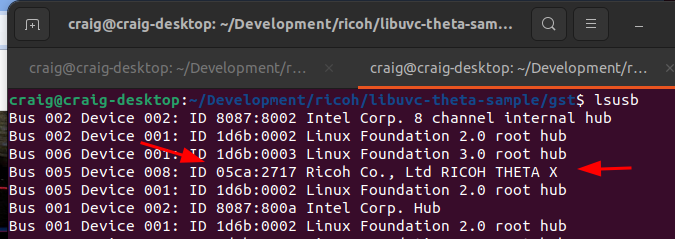 craig@craig-desktop: ~/Development/ricoh/libuvc-theta-sam...
craig@craig-desktop: ~/Development/r...
craig@craig-desktop: ~/Development/r...
craig@craig-desktop:~/Development/ricoh/libuvc-theta-sample/gst$ lsusb
Bus 002 Device 002: ID 8087:8002 Intel Corp. 8 channel internal hub
Bus 002 Device 001: ID 1d6b:0002 Linux Foundation 2.0 root hub
Bus 006 Device 001: ID 1d6b:0003 Linux Foundation 3.0 root hub
Bus 005 Device 008: ID 05ca:2717 Ricoh Co., Ltd RICOH THETA X
Bus 005 Device 001: ID 1d6b:0002 Linux Foundation 2.0 root hub
Bus 001 Device 002: ID 8087:800a Intel Corp. Hub
Bus 001 Device 001: ID 1d6b:0002 Linux Foundation 2.0 root hub